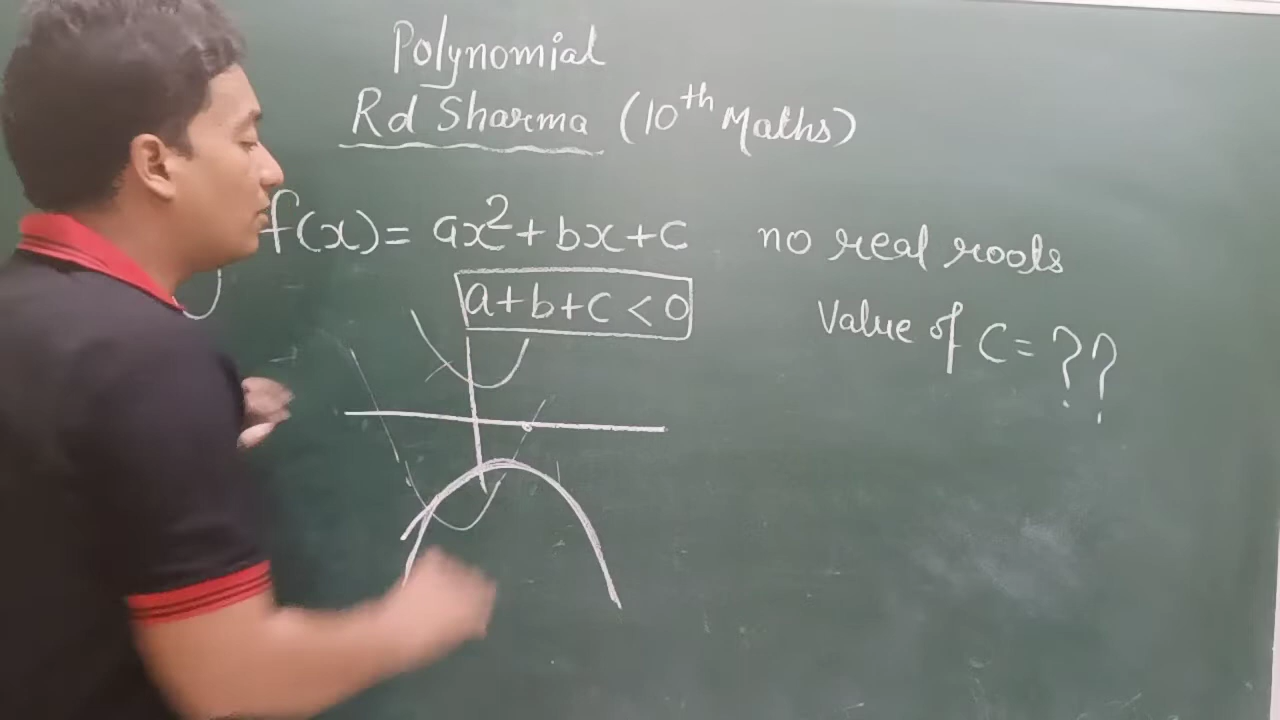 Polynomial
Rd Sharma (10th Maths)
f(x) = ax²+bx+c no real roots
a+b+c < 0
Value of C = ??